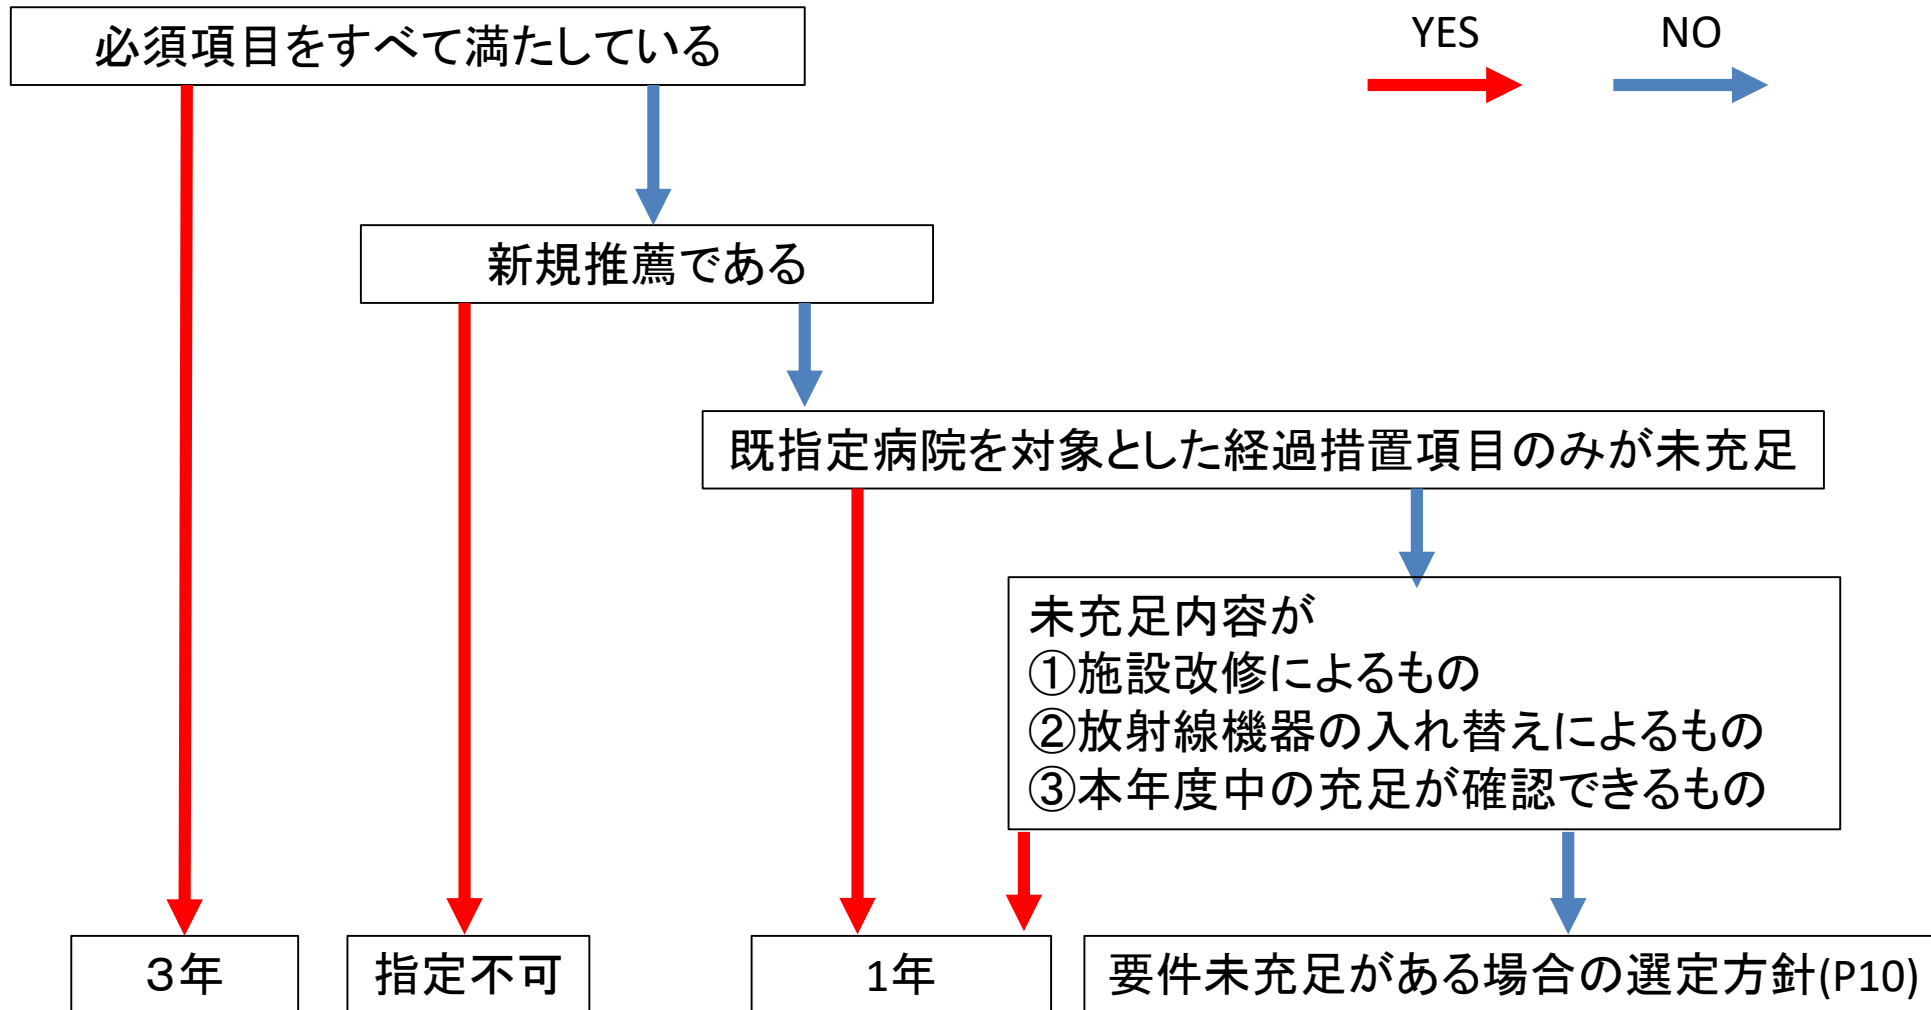 必須項目をすべて満たしている
YES
NO
新規推薦である
既指定病院を対象とした経過措置項目のみが未充足
未充足内容が
①施設改修によるもの
②放射線機器の入れ替えによるもの
③本年度中の充足が確認できるもの
３年
指定不可
1年
要件未充足がある場合の選定方針(P10)